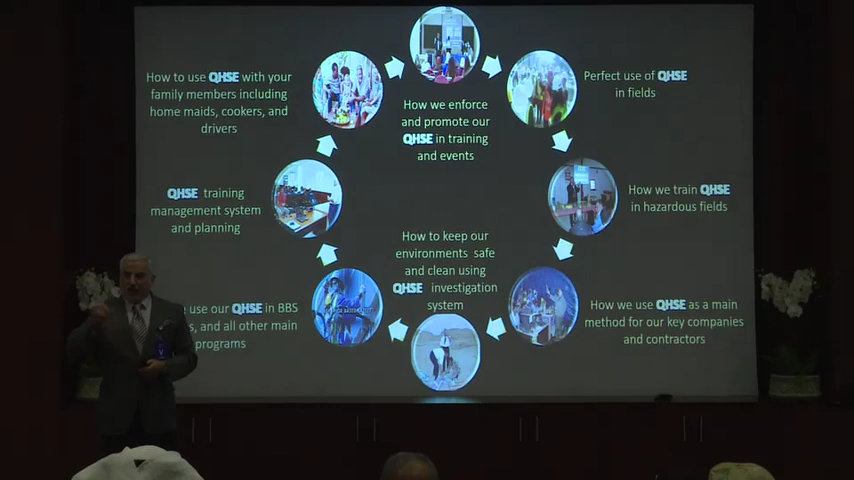 How we enforce
and promote our
QHSE in training
and events
Perfect use of QHSE
in fields
How we train QHSE
in hazardous fields
How we use QHSE as a main
method for our key companies
and contractors
How to keep our
environments safe
and clean using
QHSE investigation
system
use our QHSE in BBS
, and all other main
programs
QHSE training
management system
and planning
How to use QHSE with your
family members including
home maids, cookers, and
drivers